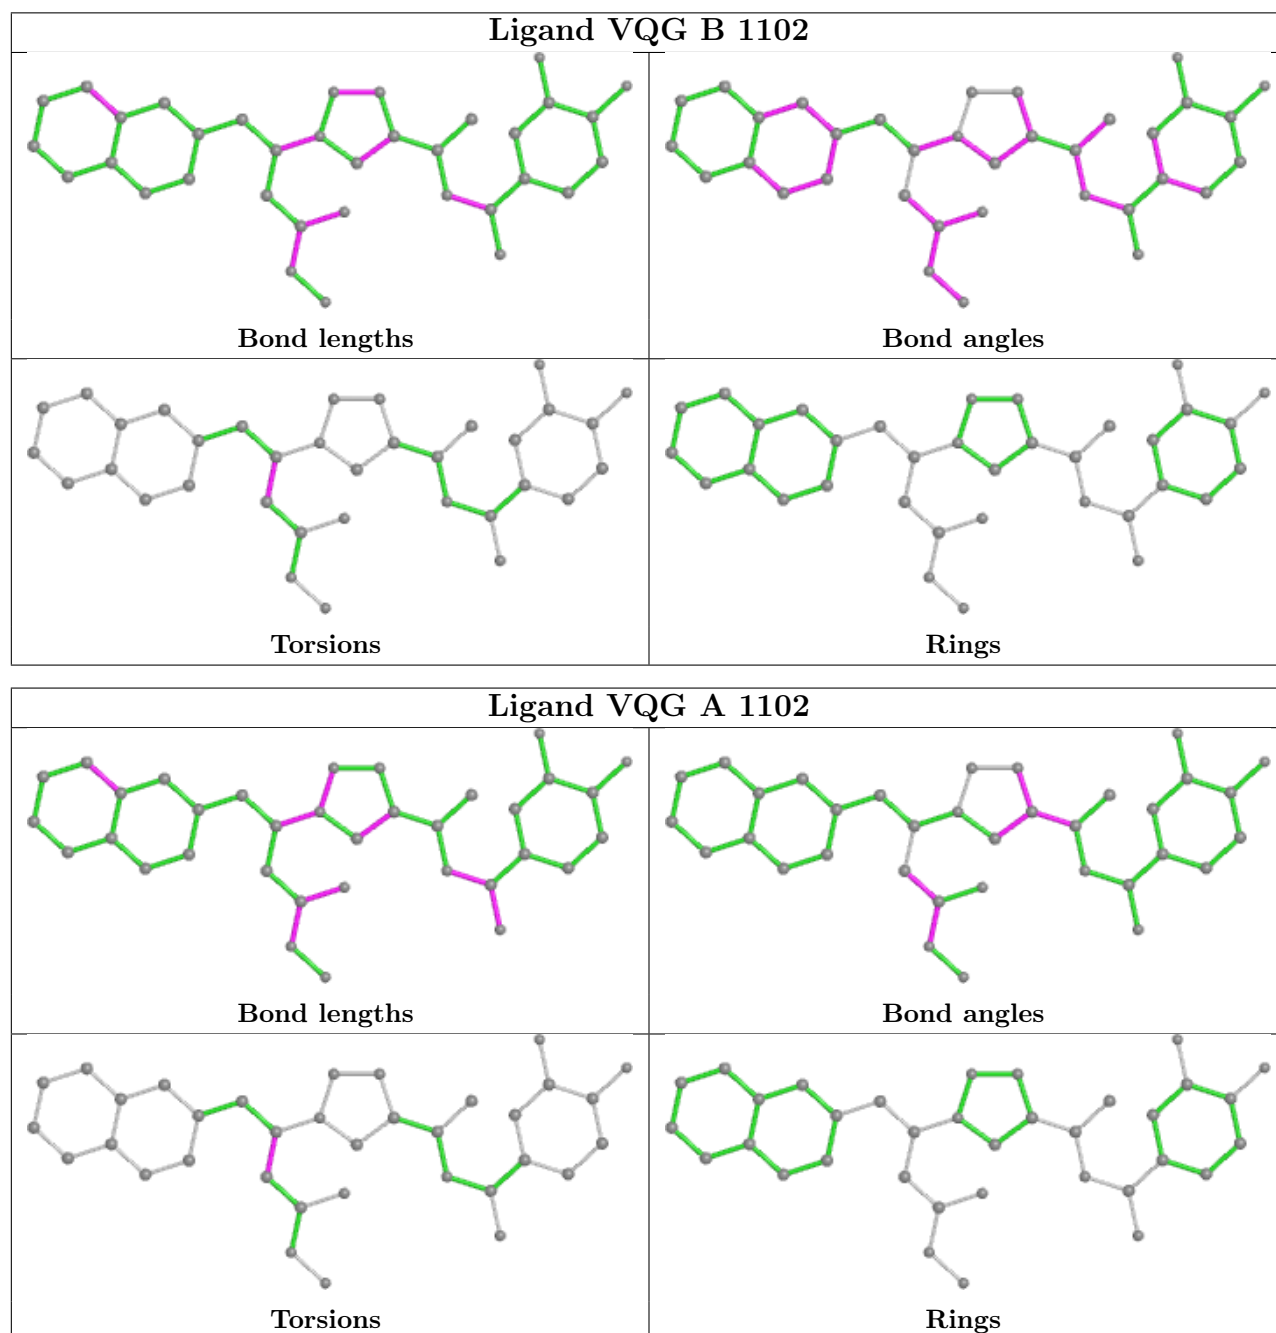 Ligand VQG B 1102
Bond lengths
Bond angles
Torsions
Rings
Ligand VQG A 1102
Bond lengths
Bond angles
Torsions
Rings